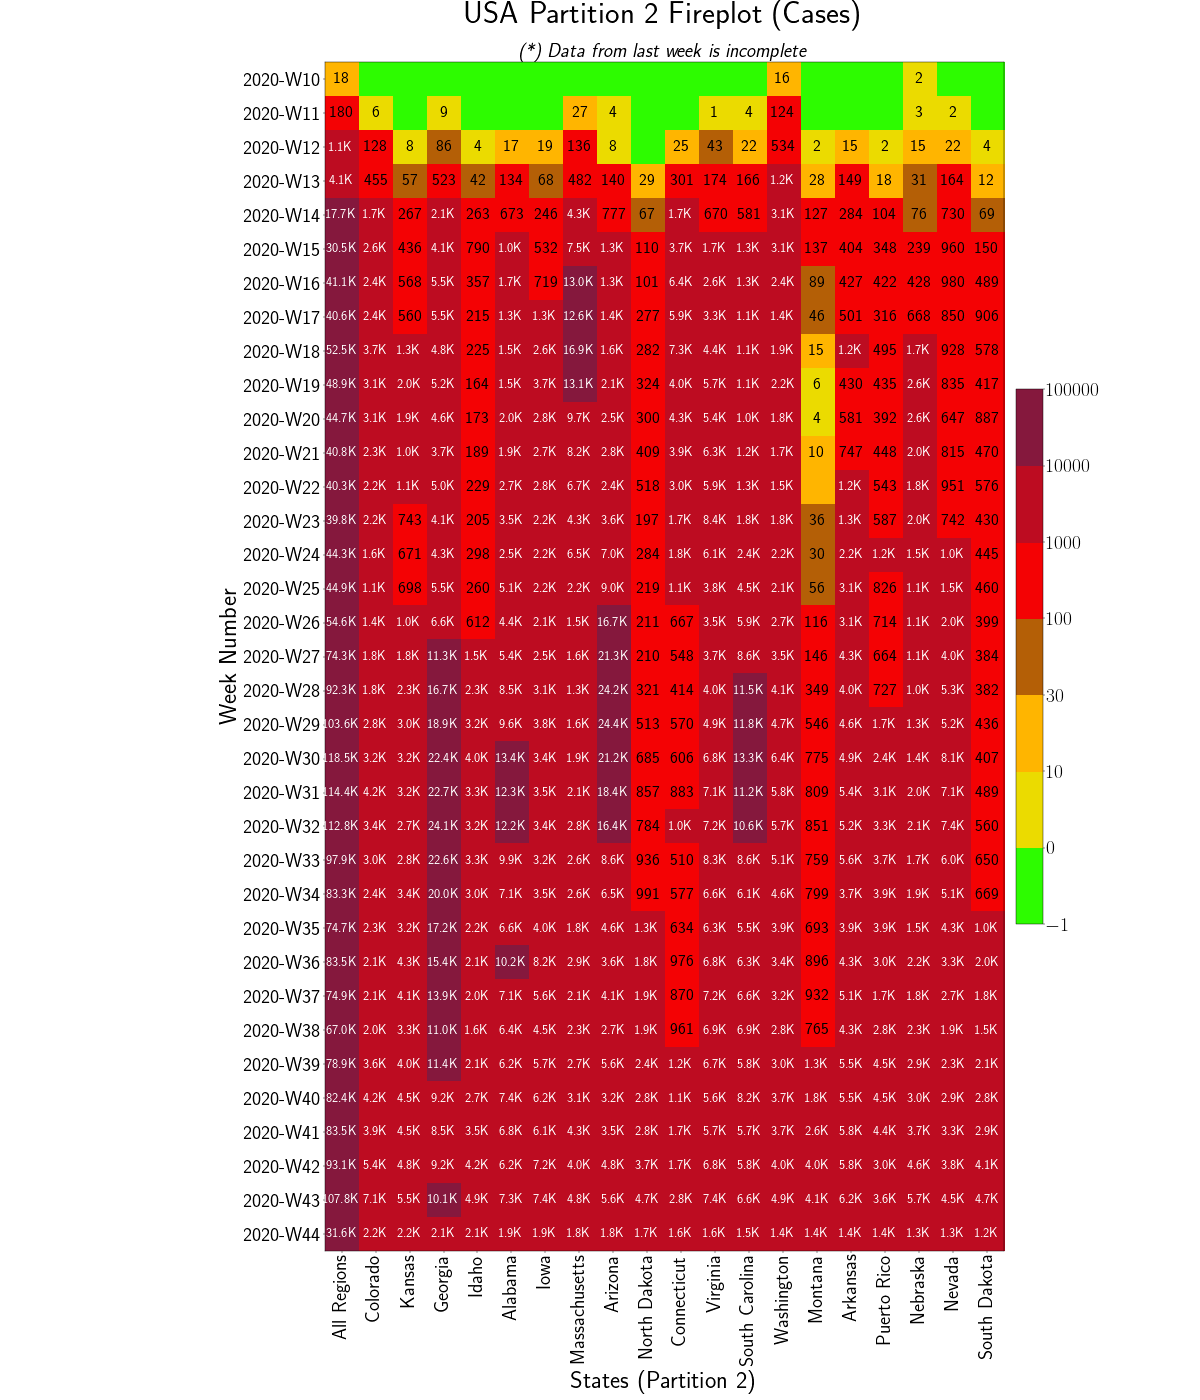 USA Partition 2 Fireplot (Cases)
(*) Data from last week is incomplete
2020-W10 18 16 2
2020-W11 180 6 9 27 4 1 4 124 3 2
2020-W12 1.1K 128 8 86 4 17 19 136 8 25 43 22 534 2 15 2 15 22 4
2020-W13 4.1K 455 57 523 42 134 68 482 140 29 301 174 166 1.2K 28 149 18 31 164 12
2020-W14 17.7K 1.7K 267 2.1K 263 673 246 4.3K 777 67 1.7K 670 581 3.1K 127 284 104 76 730 69
2020-W15 30.5K 2.6K 436 4.1K 790 1.0K 532 7.5K 1.3K 110 3.7K 1.7K 1.3K 3.1K 137 404 348 239 960 150
2020-W16 41.1K 2.4K 568 5.5K 357 1.7K 719 13.0K 1.3K 101 6.4K 2.6K 1.3K 2.4K 89 427 422 428 980 489
2020-W17 40.6K 2.4K 560 5.5K 215 1.3K 1.3K 12.6K 1.4K 277 5.9K 3.3K 1.1K 1.4K 46 501 316 668 850 906
2020-W18 52.5K 3.7K 1.3K 4.8K 225 1.5K 2.6K 16.9K 1.6K 282 7.3K 4.4K 1.1K 1.9K 15 1.2K 495 1.7K 928 578
2020-W19 48.9K 3.1K 2.0K 5.2K 164 1.5K 3.7K 13.1K 2.1K 324 4.0K 5.7K 1.1K 2.2K 6 430 435 2.6K 835 417
2020-W20 44.7K 3.1K 1.9K 4.6K 173 2.0K 2.8K 9.7K 2.5K 300 4.3K 5.4K 1.0K 1.8K 4 581 392 2.6K 647 887
2020-W21 40.8K 2.3K 1.0K 3.7K 189 1.9K 2.7K 8.2K 2.8K 409 3.9K 6.3K 1.2K 1.7K 10 747 448 2.0K 815 470
2020-W22 40.3K 2.2K 1.1K 5.0K 229 2.7K 2.8K 6.7K 2.4K 518 3.0K 5.9K 1.3K 1.5K 1.2K 543 1.8K 951 576
2020-W23 39.8K 2.2K 743 4.1K 205 3.5K 2.2K 4.3K 3.6K 197 1.7K 8.4K 1.8K 1.8K 36 1.3K 587 2.0K 742 430
2020-W24 44.3K 1.6K 671 4.3K 298 2.5K 2.2K 6.5K 7.0K 284 1.8K 6.1K 2.4K 2.2K 30 2.2K 1.2K 1.5K 1.0K 445
2020-W25 44.9K 1.1K 698 5.5K 260 5.1K 2.2K 2.2K 9.0K 219 1.1K 3.8K 4.5K 2.1K 56 3.1K 826 1.1K 1.5K 460
2020-W26 54.6K 1.4K 1.0K 6.6K 612 4.4K 2.1K 1.5K 16.7K 211 667 3.5K 5.9K 2.7K 116 3.1K 714 1.1K 2.0K 399
2020-W27 74.3K 1.8K 1.8K 11.3K 1.5K 5.4K 2.5K 1.6K 21.3K 210 548 3.7K 8.6K 3.5K 146 4.3K 664 1.1K 4.0K 384
2020-W28 92.3K 1.8K 2.3K 16.7K 2.3K 8.5K 3.1K 1.3K 24.2K 321 414 4.0K 11.5K 4.1K 349 4.0K 727 1.0K 5.3K 382
2020-W29 103.6K 2.8K 3.0K 18.9K 3.2K 9.6K 3.8K 1.6K 24.4K 513 570 4.9K 11.8K 4.7K 546 4.6K 1.7K 1.3K 5.2K 436
2020-W30 118.5K 3.2K 3.2K 22.4K 4.0K 13.4K 3.4K 1.9K 21.2K 685 606 6.8K 13.3K 6.4K 775 4.9K 2.4K 1.4K 8.1K 407
2020-W31 114.4K 4.2K 3.2K 22.7K 3.3K 12.3K 3.5K 2.1K 18.4K 857 883 7.1K 11.2K 5.8K 809 5.4K 3.1K 2.0K 7.1K 489
2020-W32 112.8K 3.4K 2.7K 24.1K 3.2K 12.2K 3.4K 2.8K 16.4K 784 1.0K 7.2K 10.6K 5.7K 851 5.2K 3.3K 2.1K 7.4K 560
2020-W33 97.9K 3.0K 2.8K 22.6K 3.3K 9.9K 3.2K 2.6K 8.6K 936 510 8.3K 8.6K 5.1K 759 5.6K 3.7K 1.7K 6.0K 650
2020-W34 83.3K 2.4K 3.4K 20.0K 3.0K 7.1K 3.5K 2.6K 6.5K 991 577 6.6K 6.1K 4.6K 799 3.7K 3.9K 1.9K 5.1K 669
2020-W35 74.7K 2.3K 3.2K 17.2K 2.2K 6.6K 4.0K 1.8K 4.6K 1.3K 634 6.3K 5.5K 3.9K 693 3.9K 3.9K 1.5K 4.3K 1.0K
2020-W36 83.5K 2.1K 4.3K 15.4K 2.1K 10.2K 8.2K 2.9K 3.6K 1.8K 976 6.8K 6.3K 3.4K 896 4.3K 3.0K 2.2K 3.3K 2.0K
2020-W37 74.9K 2.1K 4.1K 13.9K 2.0K 7.1K 5.6K 2.1K 4.1K 1.9K 870 7.2K 6.6K 3.2K 932 5.1K 1.7K 1.8K 2.7K 1.8K
2020-W38 67.0K 2.0K 3.3K 11.0K 1.6K 6.4K 4.5K 2.3K 2.7K 1.9K 961 6.9K 6.9K 2.8K 765 4.3K 2.8K 2.3K 1.9K 1.5K
2020-W39 78.9K 3.6K 4.0K 11.4K 2.1K 6.2K 5.7K 2.7K 5.6K 2.4K 1.2K 6.7K 5.8K 3.0K 1.3K 5.5K 4.5K 2.9K 2.3K 2.1K
2020-W40 82.4K 4.2K 4.5K 9.2K 2.7K 7.4K 6.2K 3.1K 3.2K 2.8K 1.1K 5.6K 8.2K 3.7K 1.8K 5.5K 4.5K 3.0K 2.9K 2.8K
2020-W41 83.5K 3.9K 4.5K 8.5K 3.5K 6.8K 6.1K 4.3K 3.5K 2.8K 1.7K 5.7K 5.7K 3.7K 2.6K 5.8K 4.4K 3.7K 3.3K 2.9K
2020-W42 93.1K 5.4K 4.8K 9.2K 4.2K 6.2K 7.2K 4.0K 4.8K 3.7K 1.7K 6.8K 5.8K 4.0K 4.0K 5.8K 3.0K 4.6K 3.8K 4.1K
2020-W43 107.8K 7.1K 5.5K 10.1K 4.9K 7.3K 7.4K 4.8K 5.6K 4.7K 2.8K 7.4K 6.6K 4.9K 4.1K 6.2K 3.6K 5.7K 4.5K 4.7K
2020-W44 31.6K 2.2K 2.2K 2.1K 2.1K 1.9K 1.9K 1.8K 1.8K 1.7K 1.6K 1.6K 1.5K 1.4K 1.4K 1.4K 1.4K 1.3K 1.3K 1.2K
Week Number
All Regions
Colorado
Kansas
Georgia
Idaho
Alabama
Iowa
Massachusetts
Arizona
North Dakota
Connecticut
Virginia
South Carolina
Washington
Montana
Arkansas
Puerto Rico
Nebraska
Nevada
South Dakota
States (Partition 2)
100000
10000
1000
100
30
10
0
−1